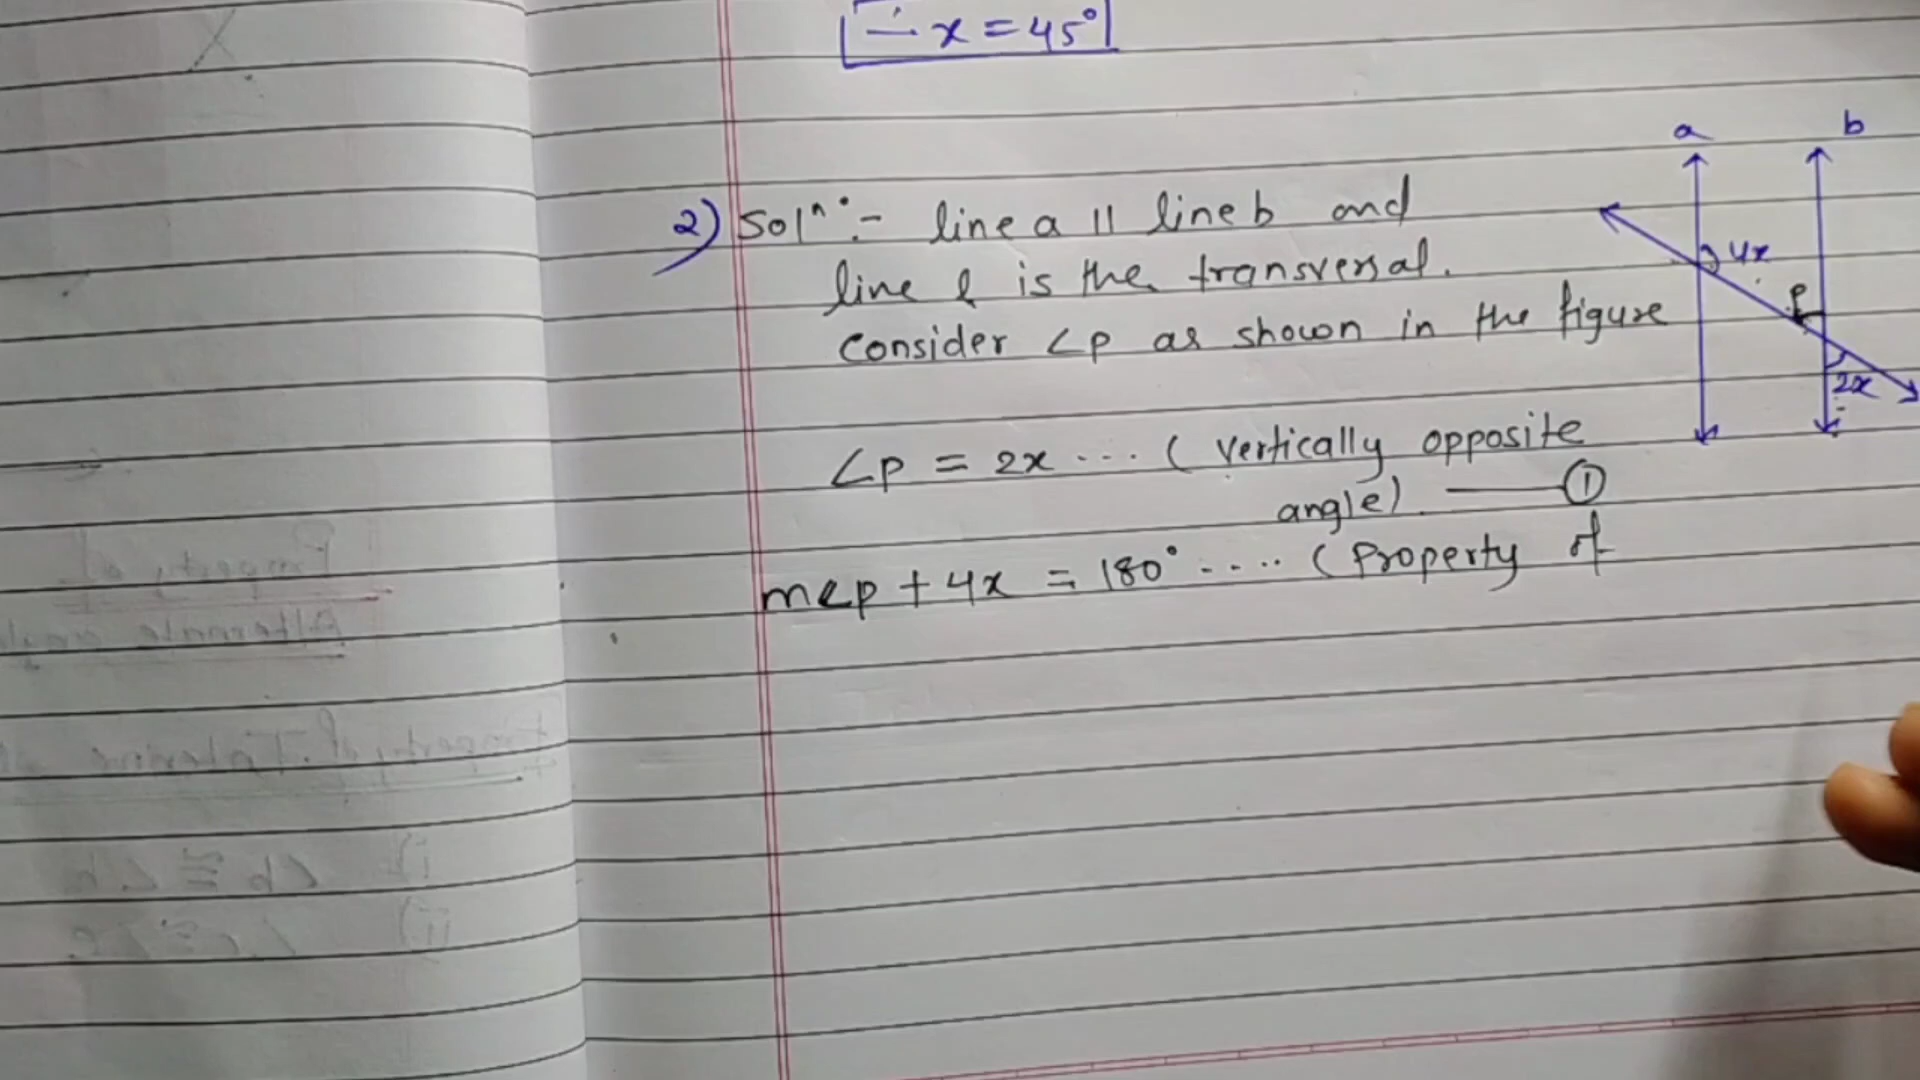 ∴ x = 45°
2) Solⁿ :- line a || line b and
line l is the transversal.
Consider ∠p as shown in the figure
∠p = 2x .... ( vertically opposite
angle) ——— ①
m∠p + 4x = 180° .... ( Property of
a
b
4x
P
2x